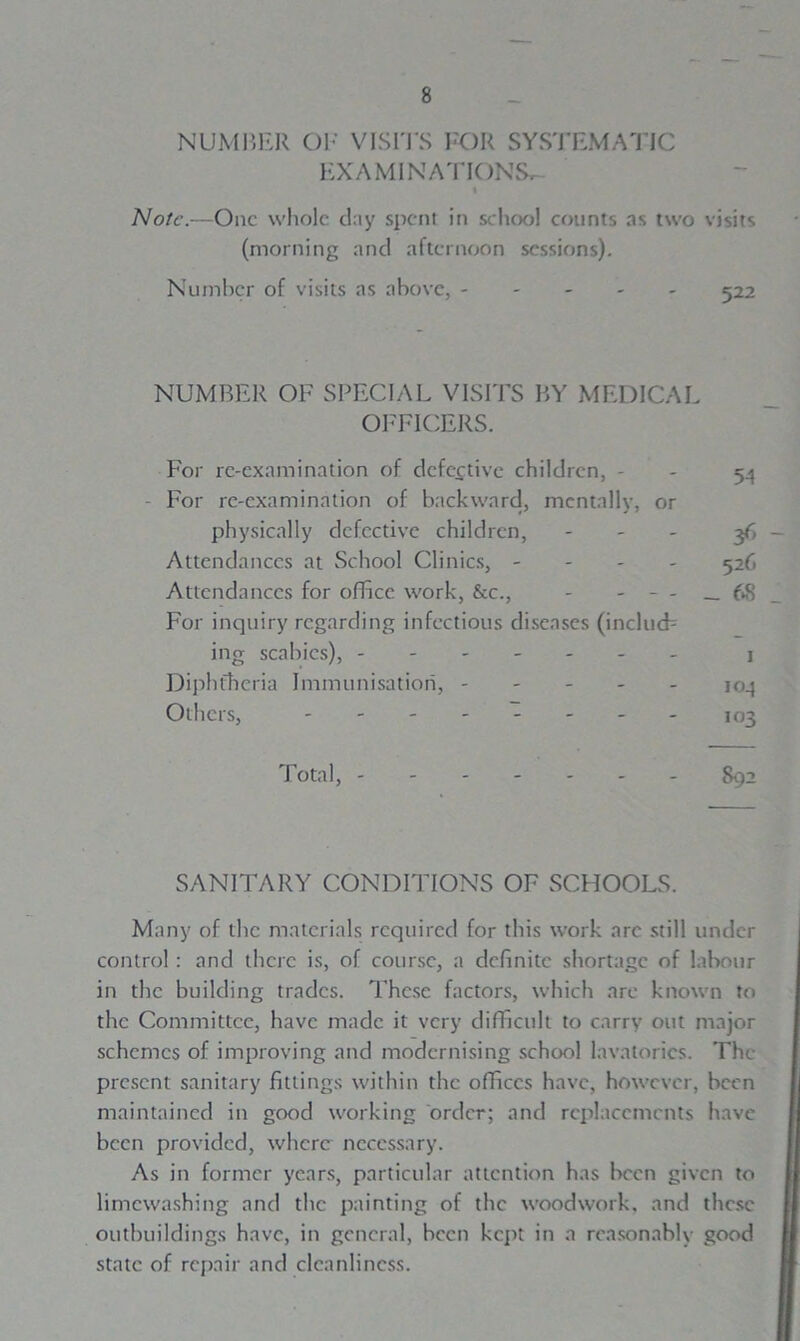 8
NUMBER OF VISITS FOR SYSTEMATIC
EXAMINATIONS.
Note.—One whole day spent in school counts as two visits
(morning and afternoon sessions).
Number of visits as above, - - - - - 522
NUMBER OF SPECIAL VISITS BY MEDICAL
OFFICERS.
For re-examination of defective children, - - 54
For re-examination of backward, mentally, or
physically defective children, - - - 36
Attendances at School Clinics, - - - - 526
Attendances for office work, &c., - - - - 68
For inquiry regarding infectious diseases (includ-
ing scabies), - - - - - - - 1
Diphtheria Immunisation, - - - - - 104
Others, - - - - - - - - 103
Total, - - - - - - - 892
SANITARY CONDITIONS OF SCHOOLS.
Many of the materials required for this work are still under
control : and there is, of course, a definite shortage of labour
in the building trades. These factors, which are known to
the Committee, have made it very difficult to carry out major
schemes of improving and modernising school lavatories. The
present sanitary fittings within the offices have, however, been
maintained in good working order; and replacements have
been provided, where necessary.
As in former years, particular attention has been given to
limewashing and the painting of the woodwork, and these
outbuildings have, in general, been kept in a reasonably good
state of repair and cleanliness.